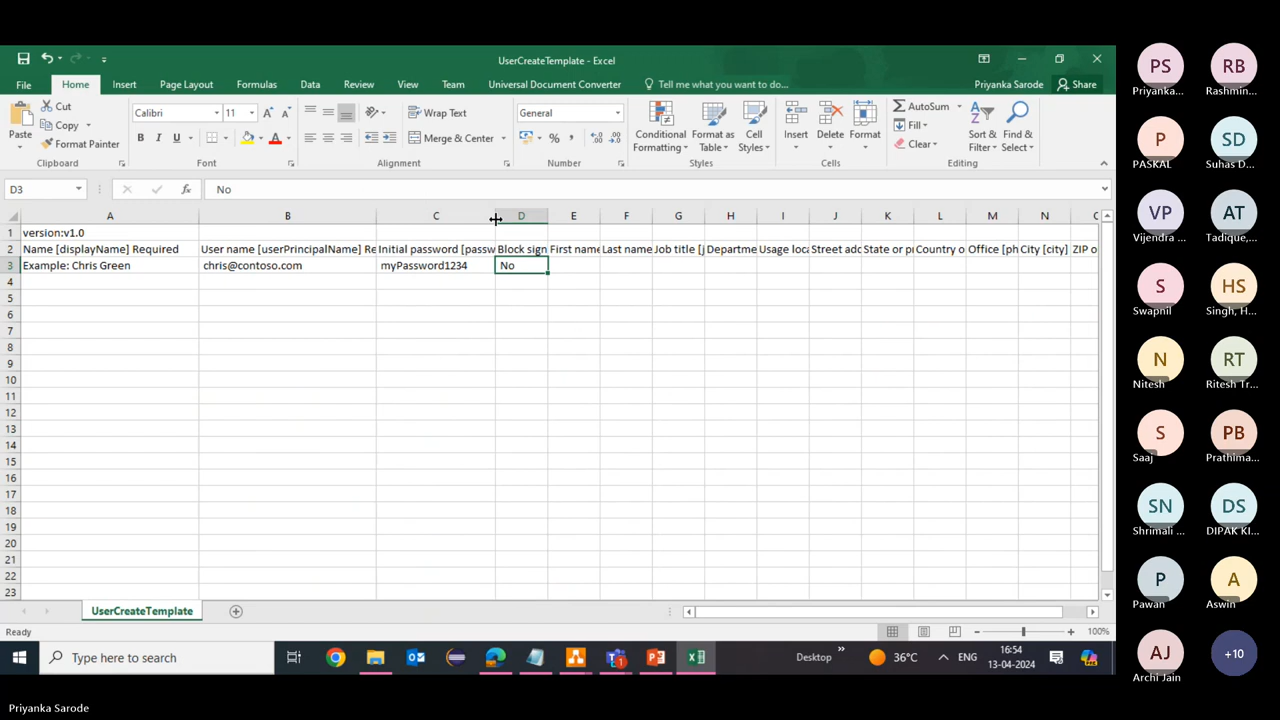 UserCreateTemplate - Excel
File Home Insert Page Layout Formulas Data Review View Team Universal Document Converter Tell me what you want to do... Priyanka Sarode Share
Paste
Cut
Copy
Format Painter
Clipboard
Calibri 11
B I U A
Font
Wrap Text
Merge & Center
Alignment
General
%
Number
Conditional Formatting
Format as Table
Cell Styles
Styles
Insert
Delete
Format
Cells
AutoSum
Fill
Clear
Sort & Filter
Find & Select
Editing
D3 fx No
A B C D E F G H I J K L M N
1 version:v1.0
2 Name [displayName] Required User name [userPrincipalName] Re Initial password [passw Block sign First name Last name Job title [j Departme Usage loca Street add State or pr Country o Office [ph City [city] ZIP o
3 Example: Chris Green chris@contoso.com myPassword1234 No
4
5
6
7
8
9
10
11
12
13
14
15
16
17
18
19
20
21
22
23
UserCreateTemplate
Ready 100%
Type here to search Desktop 36°C ENG 16:54
13-04-2024
Priyanka Sarode
PS RB
Priyanka... Rashmin...
P SD
PASKAL Suhas D...
VP AT
Vijendra ... Tadique,...
S HS
Swapnil Singh, H...
N RT
Nitesh Ritesh Tr...
S PB
Saaj Prathima...
SN DS
Shrimali ... DIPAK KI...
P A
Pawan Aswin
AJ +10
Archi Jain